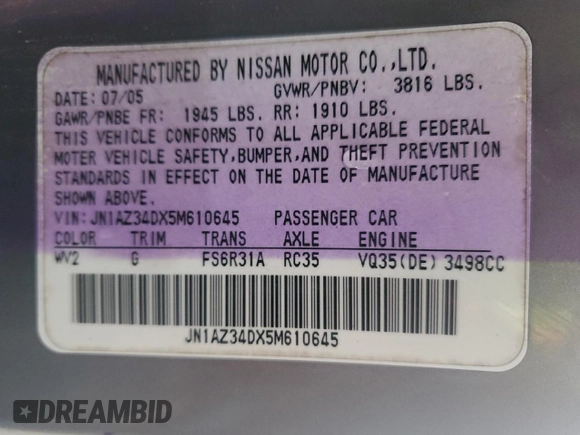 MANUFACTURED BY NISSAN MOTOR CO.,LTD.
DATE: 07/05 GVWR/PNBV: 3816 LBS.
GAWR/PNBE FR: 1945 LBS. RR: 1910 LBS.
THIS VEHICLE CONFORMS TO ALL APPLICABLE FEDERAL
MOTER VEHICLE SAFETY,BUMPER,AND THEFT PREVENTION
STANDARDS IN EFFECT ON THE DATE OF MANUFACTURE
SHOWN ABOVE.
VIN:JN1AZ34DX5M610645 PASSENGER CAR
COLOR TRIM TRANS AXLE ENGINE
WV2 G FS6R31A RC35 VQ35(DE) 3498CC
JN1AZ34DX5M610645
DREAMBID